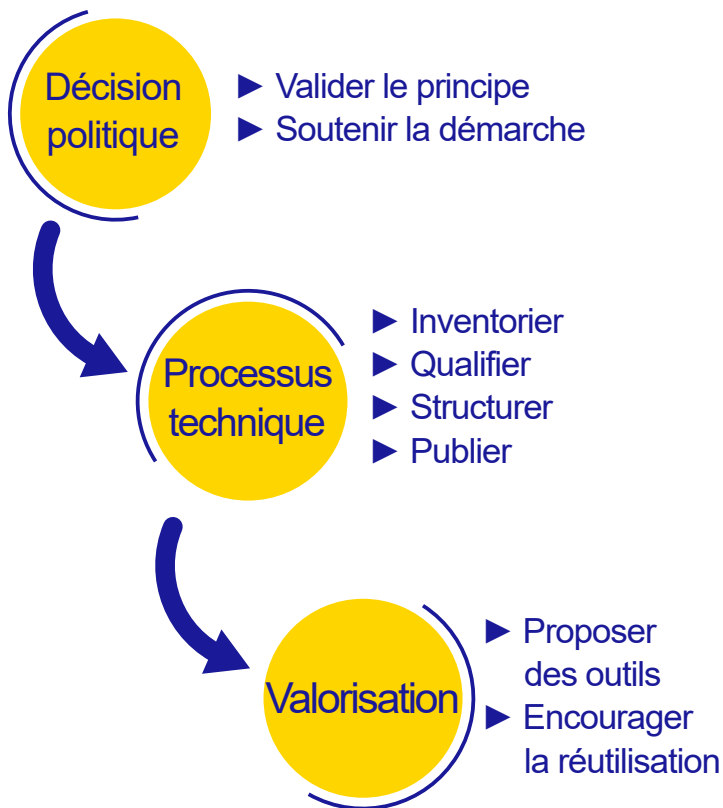 Décision
politique
► Valider le principe
► Soutenir la démarche
Processus
technique
► Inventorier
► Qualifier
► Structurer
► Publier
Valorisation
► Proposer
des outils
► Encourager
la réutilisation